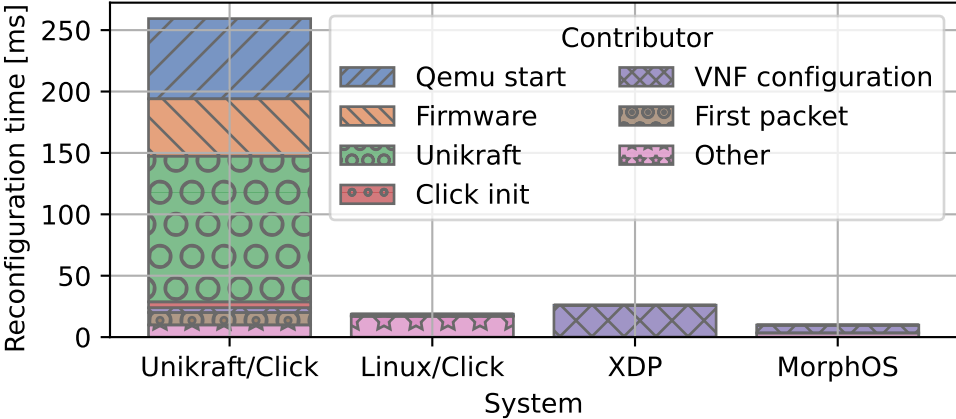 Reconfiguration time [ms]
250
200
150
100
50
0
Contributor
Qemu start
Firmware
Unikraft
Click init
VNF configuration
First packet
Other
Unikraft/Click
Linux/Click
XDP
MorphOS
System